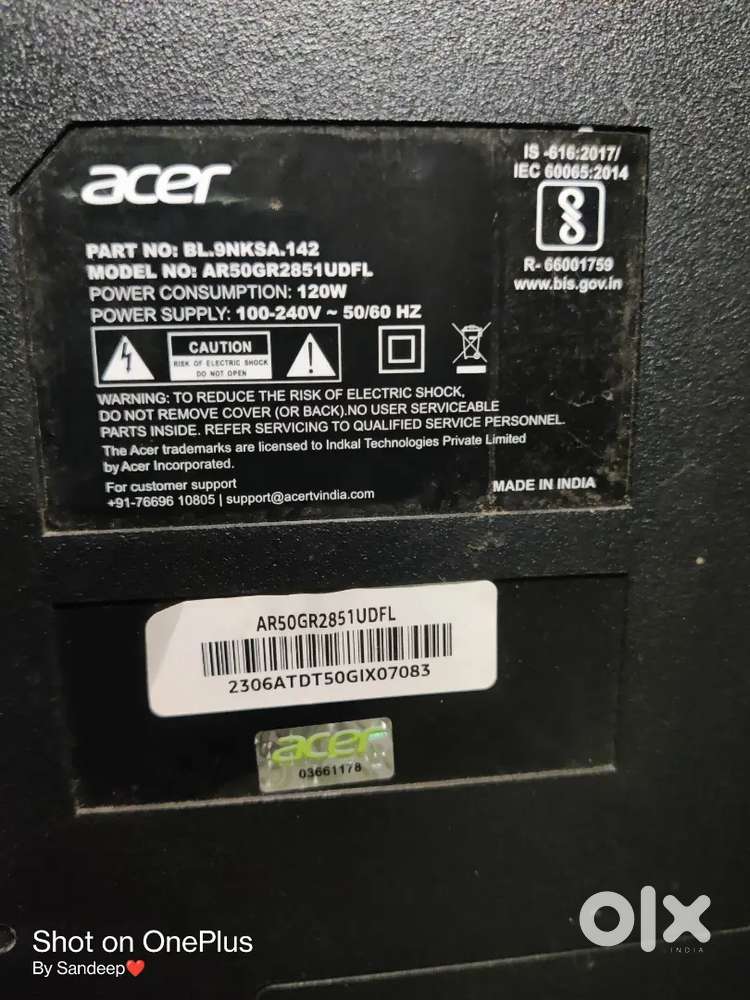 acer
IS -616:2017/
IEC 60065:2014
R- 66001759
www.bis.gov.in
PART NO: BL.9NKSA.142
MODEL NO: AR50GR2851UDFL
POWER CONSUMPTION: 120W
POWER SUPPLY: 100-240V ~ 50/60 HZ
CAUTION
RISK OF ELECTRIC SHOCK
DO NOT OPEN
WARNING: TO REDUCE THE RISK OF ELECTRIC SHOCK,
DO NOT REMOVE COVER (OR BACK).NO USER SERVICEABLE
PARTS INSIDE. REFER SERVICING TO QUALIFIED SERVICE PERSONNEL.
The Acer trademarks are licensed to Indkal Technologies Private Limited
by Acer Incorporated.
For customer support
+91-76696 10805 | support@acertvindia.com
MADE IN INDIA
AR50GR2851UDFL
2306ATDT50GIX07083
acer
03661178
Shot on OnePlus
By Sandeep❤️
olx
INDIA